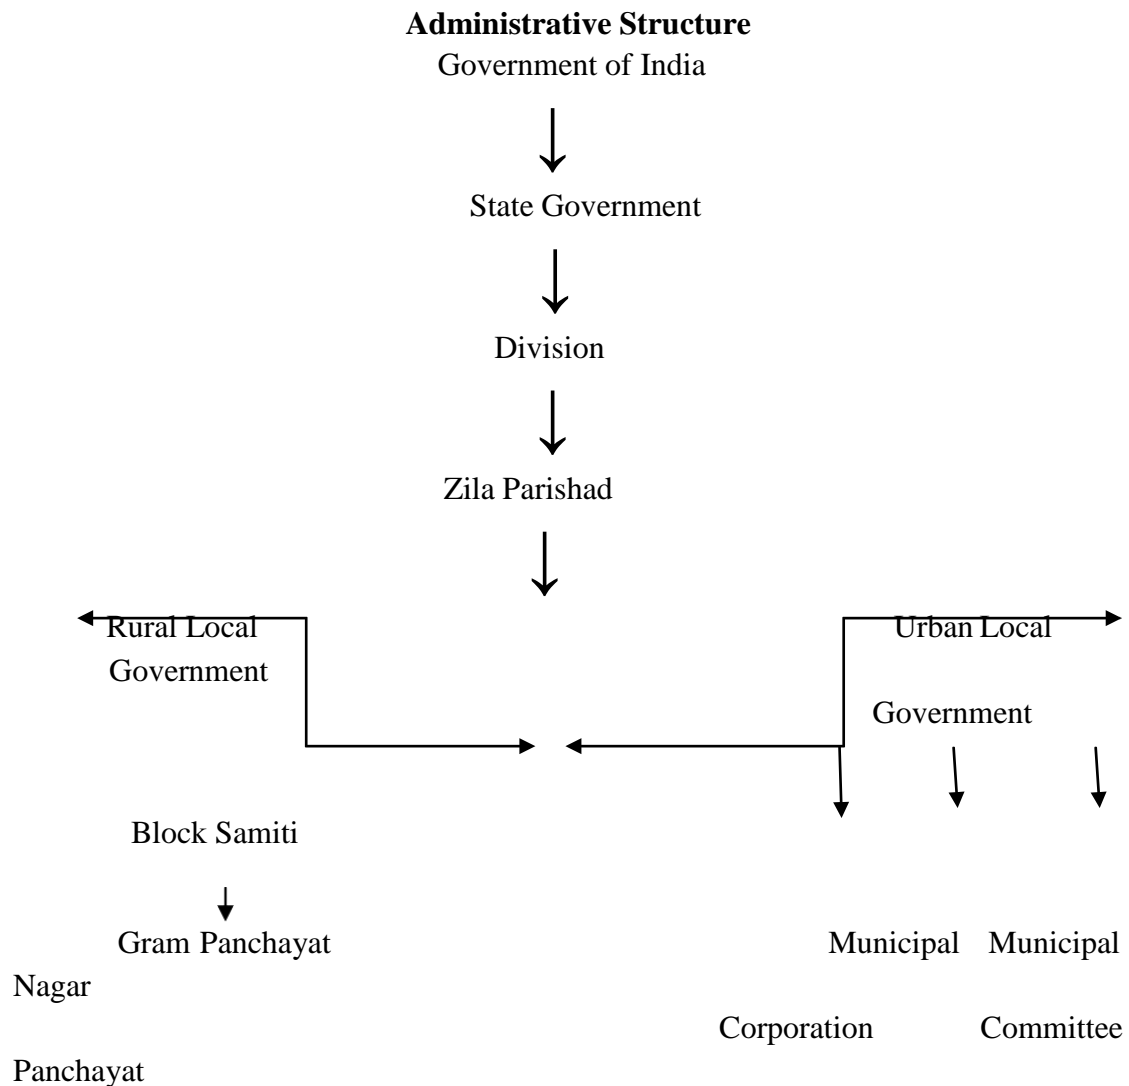 Administrative Structure
Government of India
State Government
Division
Zila Parishad
Rural Local
Government
Urban Local
Government
Block Samiti
Gram Panchayat
Municipal Municipal
Nagar
Corporation Committee
Panchayat